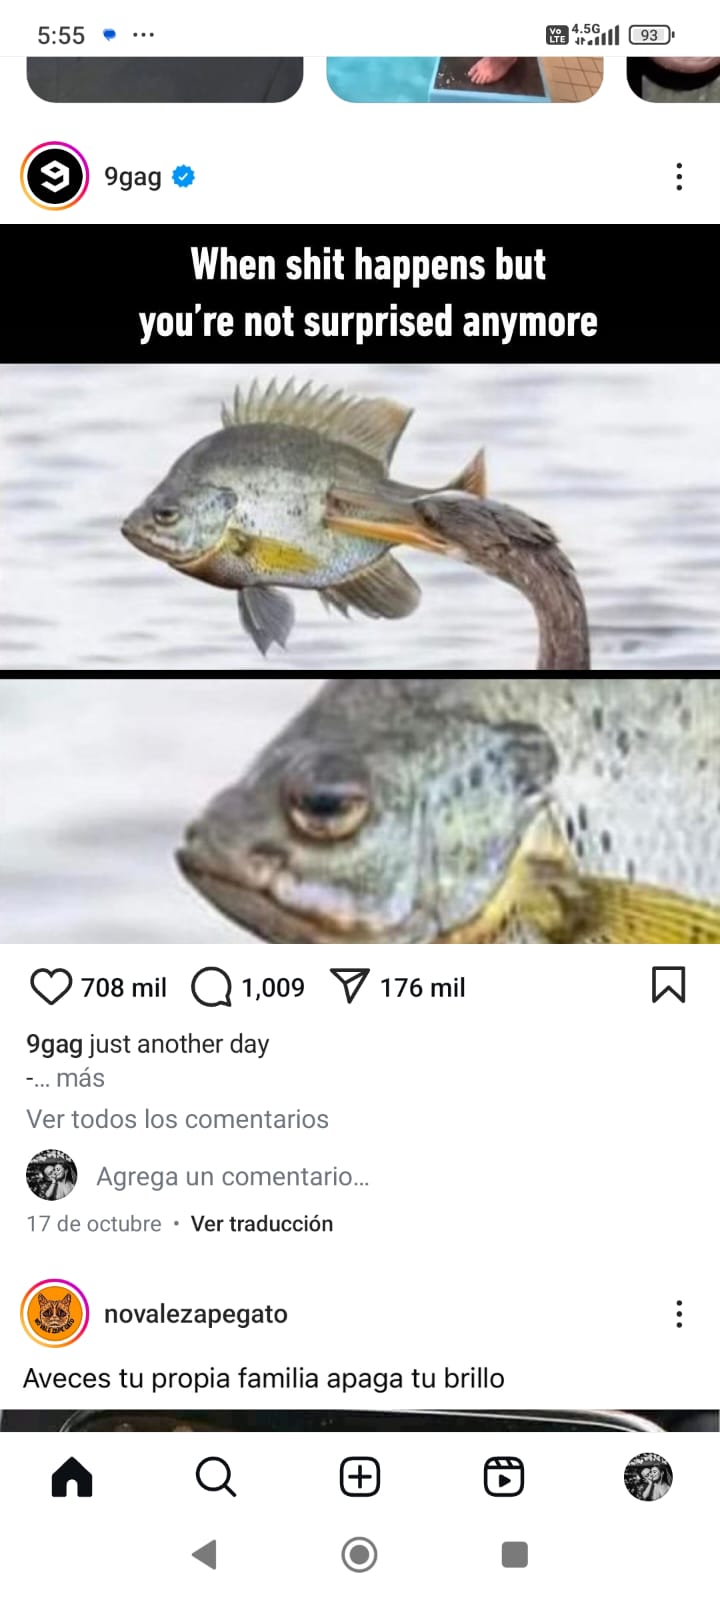 5:55
Vo LTE 4.5G 93
9gag
When shit happens but
you're not surprised anymore
708 mil 1,009 176 mil
9gag just another day
-... más
Ver todos los comentarios
Agrega un comentario...
17 de octubre • Ver traducción
novalezapegato
Aveces tu propia familia apaga tu brillo